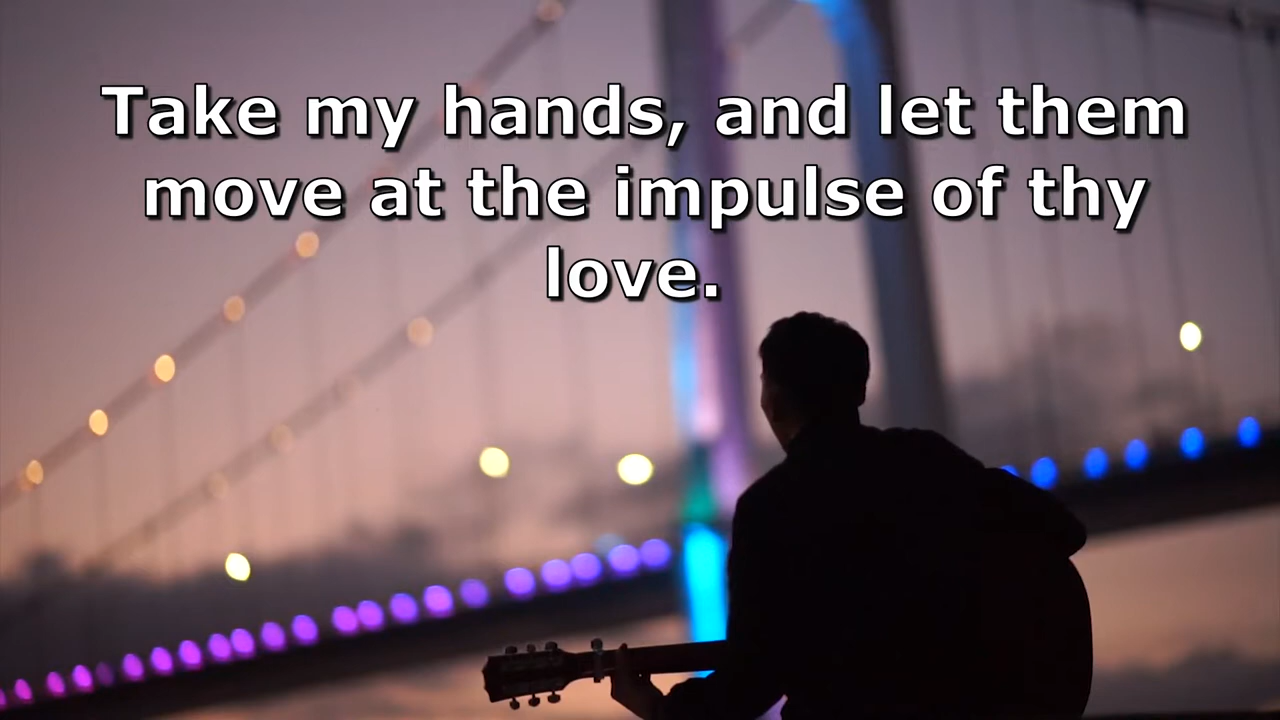 Take my hands, and let them
move at the impulse of thy
love.